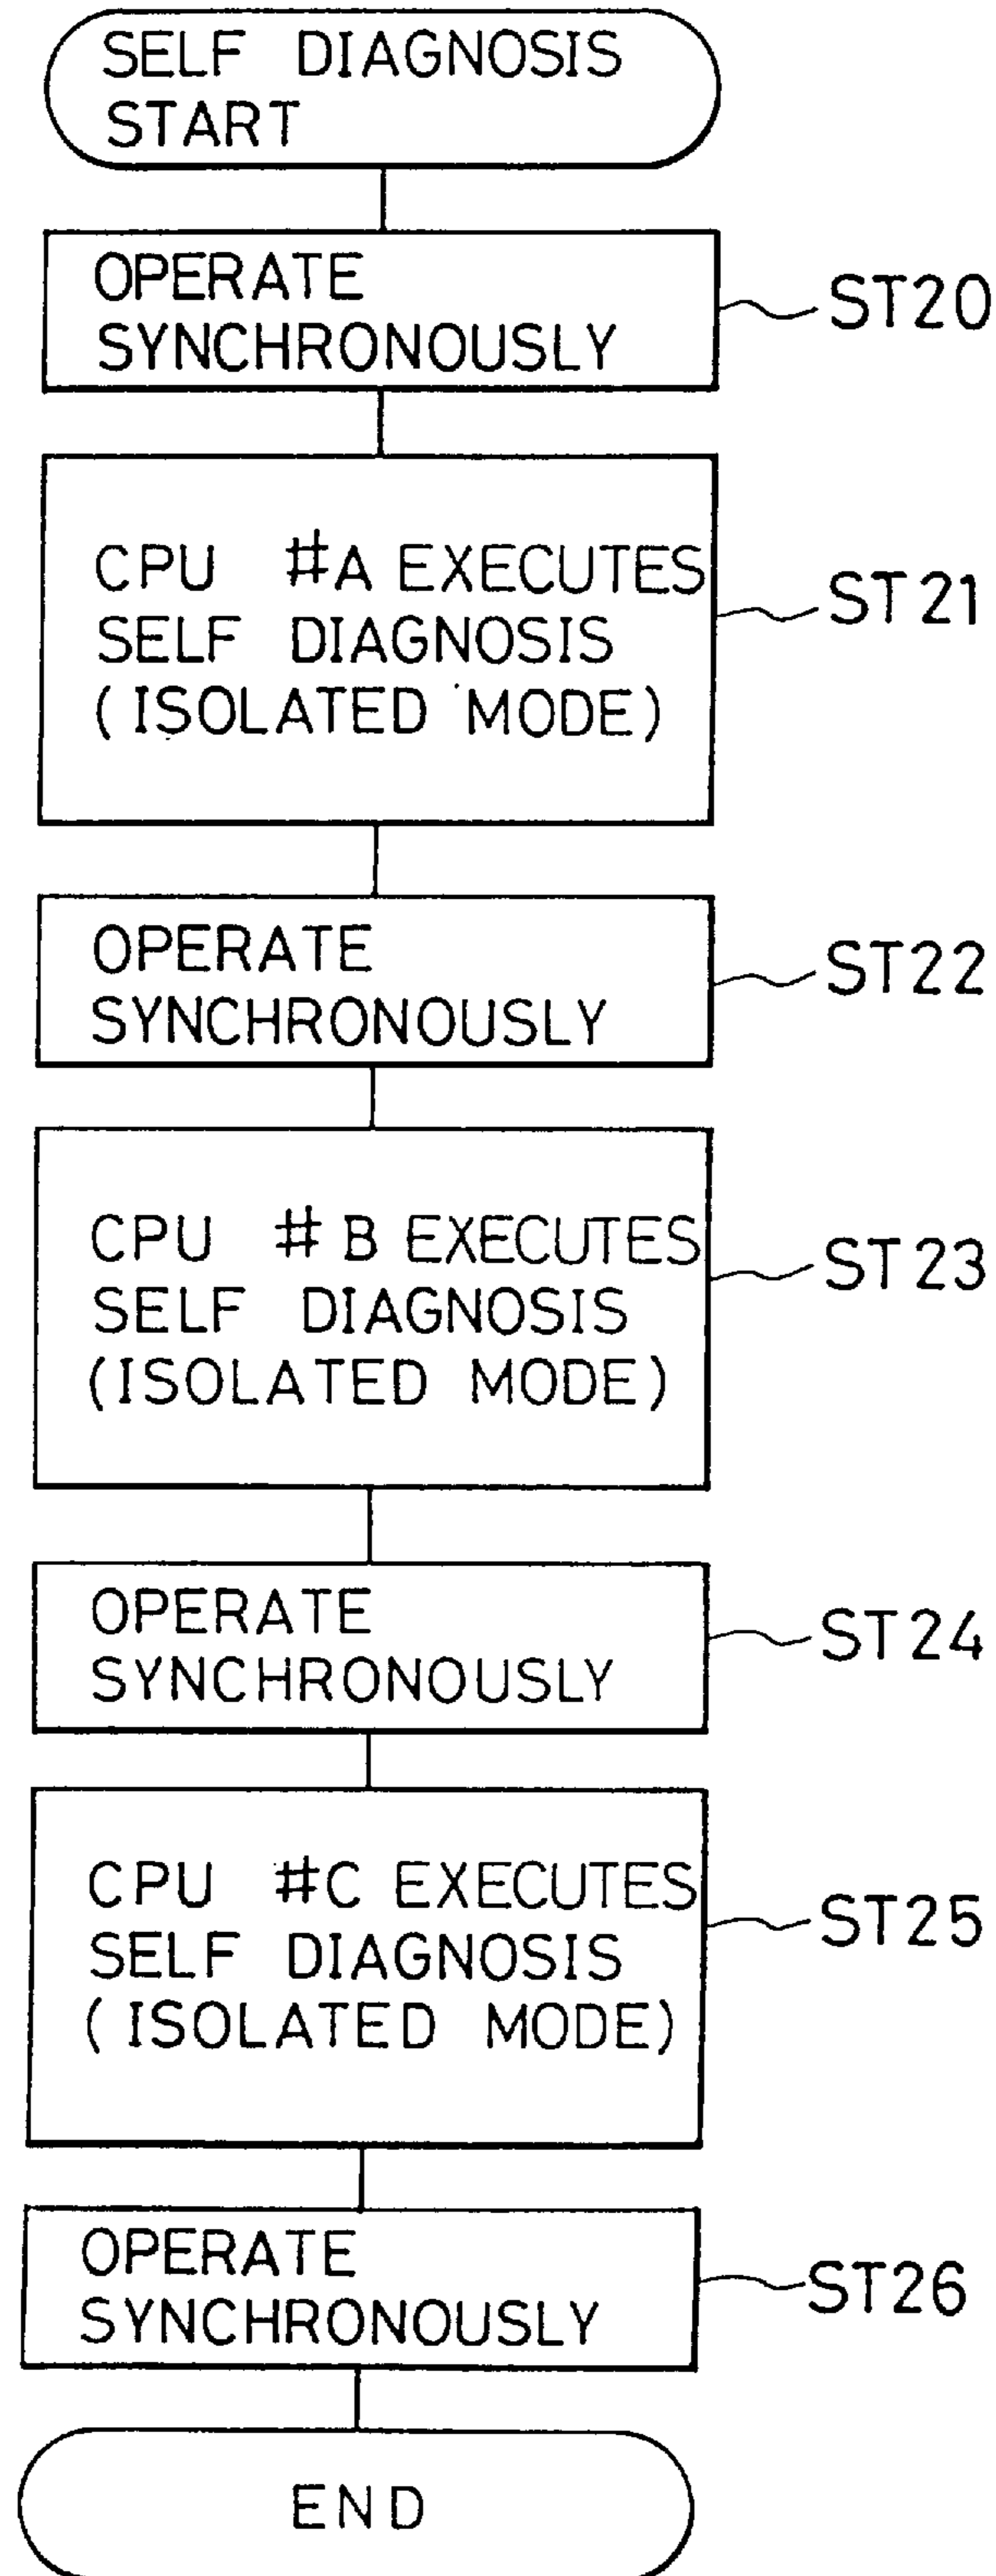 SELF DIAGNOSIS
START
OPERATE
SYNCHRONOUSLY
ST20
CPU #A EXECUTES
SELF DIAGNOSIS
(ISOLATED MODE)
ST21
OPERATE
SYNCHRONOUSLY
ST22
CPU #B EXECUTES
SELF DIAGNOSIS
(ISOLATED MODE)
ST23
OPERATE
SYNCHRONOUSLY
ST24
CPU #C EXECUTES
SELF DIAGNOSIS
(ISOLATED MODE)
ST25
OPERATE
SYNCHRONOUSLY
ST26
END